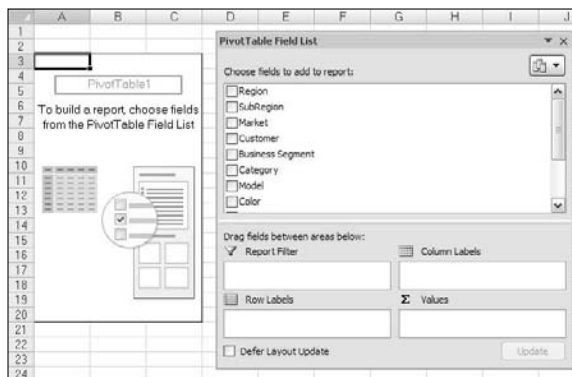 A B C D E F G H I J
1
2
3
4
5
6
7
8
9
10
11
12
13
14
15
16
17
18
19
20
21
22
23
24
PivotTable1
To build a report, choose fields
from the PivotTable Field List
PivotTable Field List
Choose fields to add to report:
Region
SubRegion
Market
Customer
Business Segment
Category
Model
Color
Drag fields between areas below:
Report Filter
Column Labels
Row Labels
Σ Values
Defer Layout Update
Update